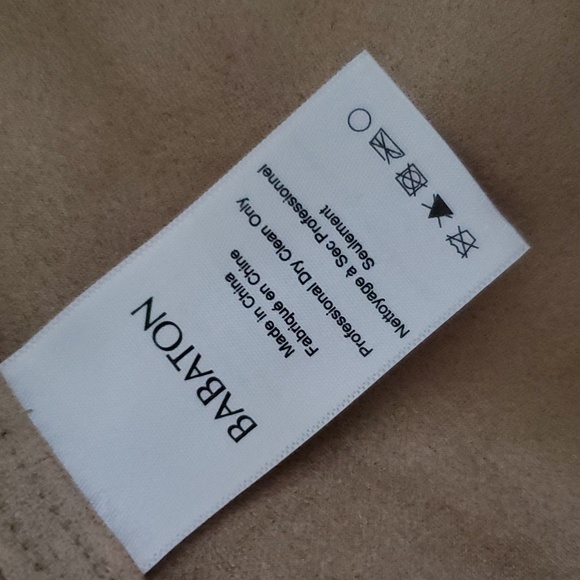 BABATON
Made in China
Fabriqué en Chine
Professional Dry Clean Only
Nettoyage à Sec Professionnel
Seulement